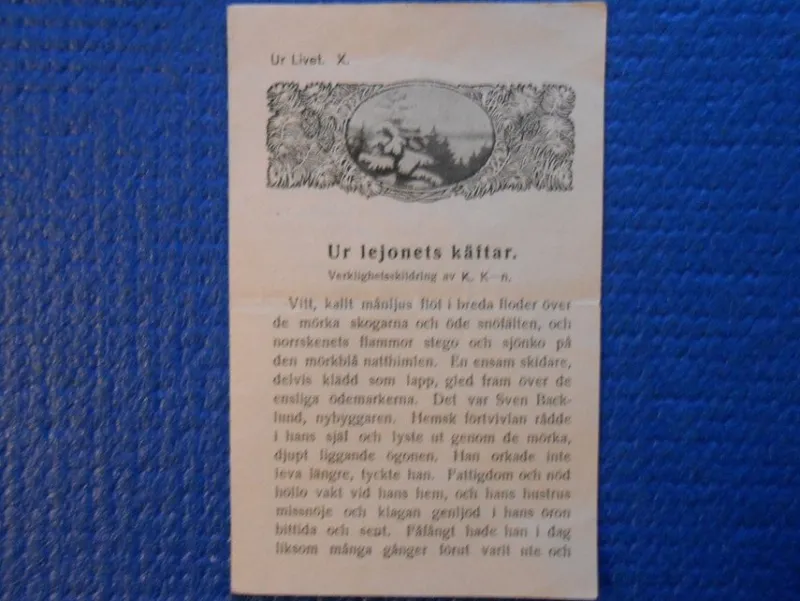 Ur Livet. X.
Ur lejonets käftar.
Verklighetsskildring av K. K—n.
Vitt, kallt månljus flöt i breda floder över
de mörka skogarna och öde snöfälten, och
norrskenets flammor stego och sjönko på
den mörkblå natthimlen. En ensam skidare,
delvis klädd som lapp, gled fram över de
ensliga ödemarkerna. Det var Sven Back-
lund, nybyggaren. Hemsk förtvivlan rådde
i hans själ och lyste ut genom de mörka,
djupt liggande ögonen. Han orkade inte
leva längre, tyckte han. Fattigdom och nöd
höllo vakt vid hans hem, och hans hustrus
missnöje och klagan genljöd i hans öron
bittida och sent. Fåfängt hade han i dag
liksom många gånger förut varit ute och